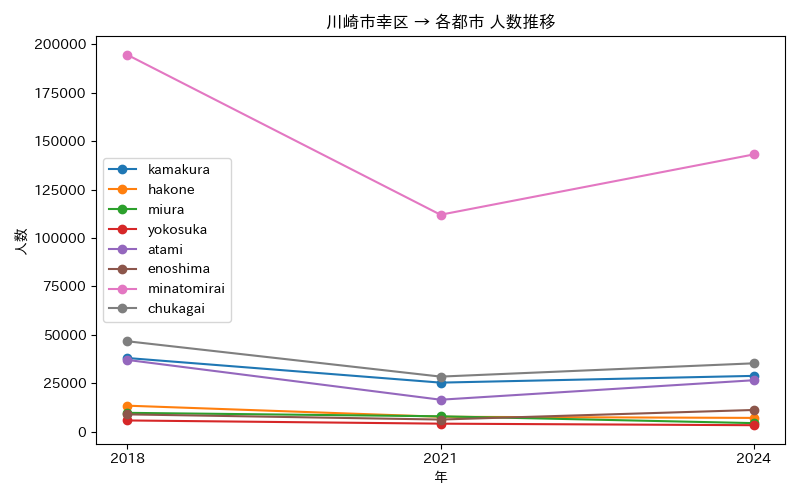 川崎市幸区 → 各都市 人数推移
200000
175000
150000
125000
100000
75000
50000
25000
0
人数
kamakura
hakone
miura
yokosuka
atami
enoshima
minatomirai
chukagai
2018
2021
2024
年